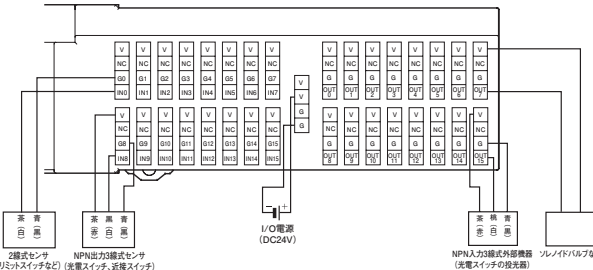 V V V V V V V V V V V V V V V V
NC NC NC NC NC NC NC NC V NC NC NC NC NC NC NC NC
G0 G1 G2 G3 G4 G5 G6 G7 V G G G G G G G G
IN0 IN1 IN2 IN3 IN4 IN5 IN6 IN7 G OUT 0 OUT 1 OUT 2 OUT 3 OUT 4 OUT 5 OUT 6 OUT
G
V V V V V V V V V V V V V V V V
NC NC NC NC NC NC NC NC NC NC NC NC NC NC NC NC
G8 G9 G10 G11 G12 G13 G14 G15 G G G G G G G G
IN8 IN9 IN10 IN11 IN12 IN13 IN14 IN15 OUT 8 OUT 9 OUT 10 OUT 11 OUT 12 OUT 13 OUT 14 OUT 15
- +
I/O電源
(DC24V)
茶(白) 青(黒)
2線式センサ
リミットスイッチなど)
茶(赤) 黒(白) 青(黒)
NPN出力3線式センサ
(光電スイッチ、近接スイッチ)
茶(赤) 桃(白) 青(黒)
NPN入力3線式外部機器
(光電スイッチの投光器)
ソレノイドバルブな